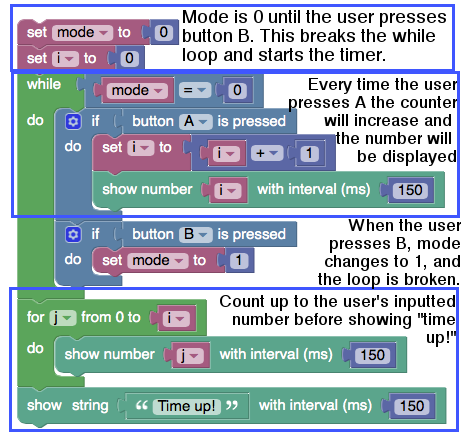 Mode is 0 until the user presses
set mode to 0
button B. This breaks the while
set i to 0
loop and starts the timer.
while mode = 0
Every time the user
presses A the counter
will increase and
the number will
be displayed
do if button A is pressed
do set i to i + 1
show number i with interval (ms) 150
When the user
presses B, mode
changes to 1, and
the loop is broken.
if button B is pressed
do set mode to 1
Count up to the user's inputted
number before showing "time
up!"
for j from 0 to i
do show number j with interval (ms) 150
show string “ Time up! ” with interval (ms) 150